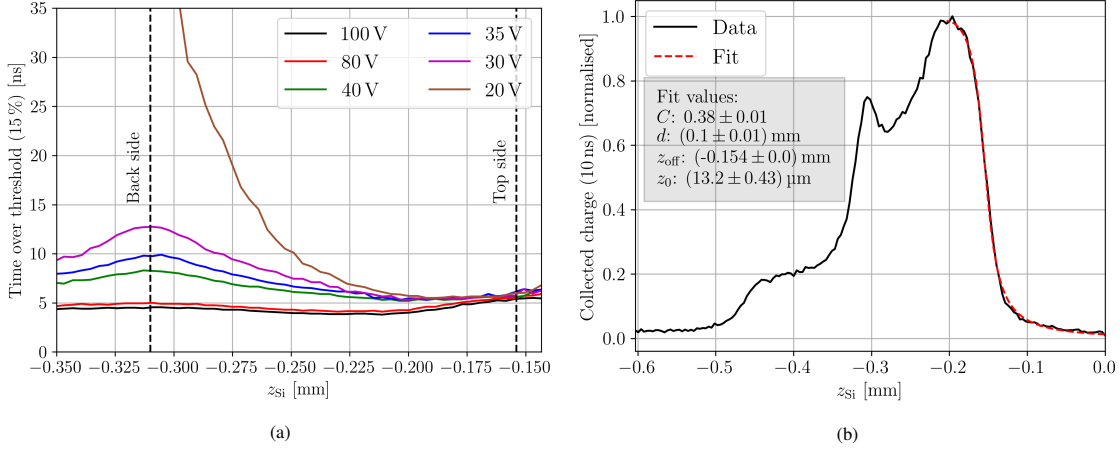 Time over threshold (15 %) [ns]
35
30
25
20
15
10
5
0
Back side
Top side
100 V
80 V
40 V
35 V
30 V
20 V
−0.350 −0.325 −0.300 −0.275 −0.250 −0.225 −0.200 −0.175 −0.150
z_Si [mm]
(a)
Collected charge (10 ns) [normalised]
1.0
0.8
0.6
0.4
0.2
0.0
Data
Fit
Fit values:
C: 0.38 ± 0.01
d: (0.1 ± 0.01) mm
z_off: (-0.154 ± 0.0) mm
z_0: (13.2 ± 0.43) µm
−0.6 −0.5 −0.4 −0.3 −0.2 −0.1 0.0
z_Si [mm]
(b)